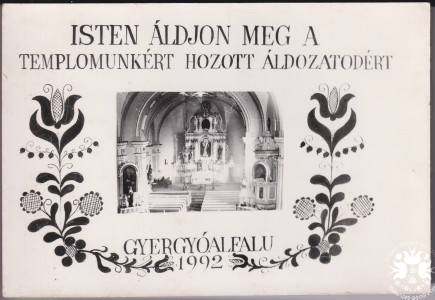 ISTEN ÁLDJON MEG A
TEMPLOMUNKÉRT HOZOTT ÁLDOZATODÉRT
GYERGYÓALFALU
1992